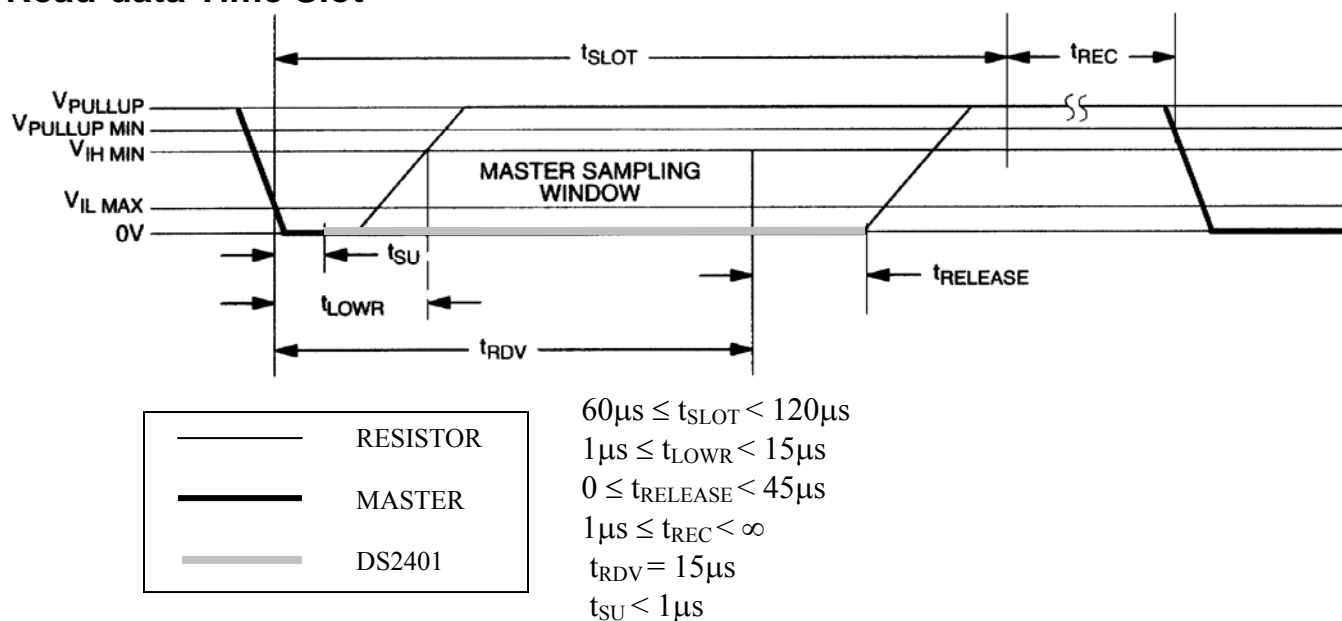 Read-data Time Slot
tSLOT
tREC
VPULLUP
VPULLUP MIN
VIH MIN
MASTER SAMPLING
WINDOW
VIL MAX
0V
tSU
tRELEASE
tLOWR
tRDV
RESISTOR
MASTER
DS2401
60μs ≤ tSLOT < 120μs
1μs ≤ tLOWR < 15μs
0 ≤ tRELEASE < 45μs
1μs ≤ tREC < ∞
tRDV = 15μs
tSU < 1μs